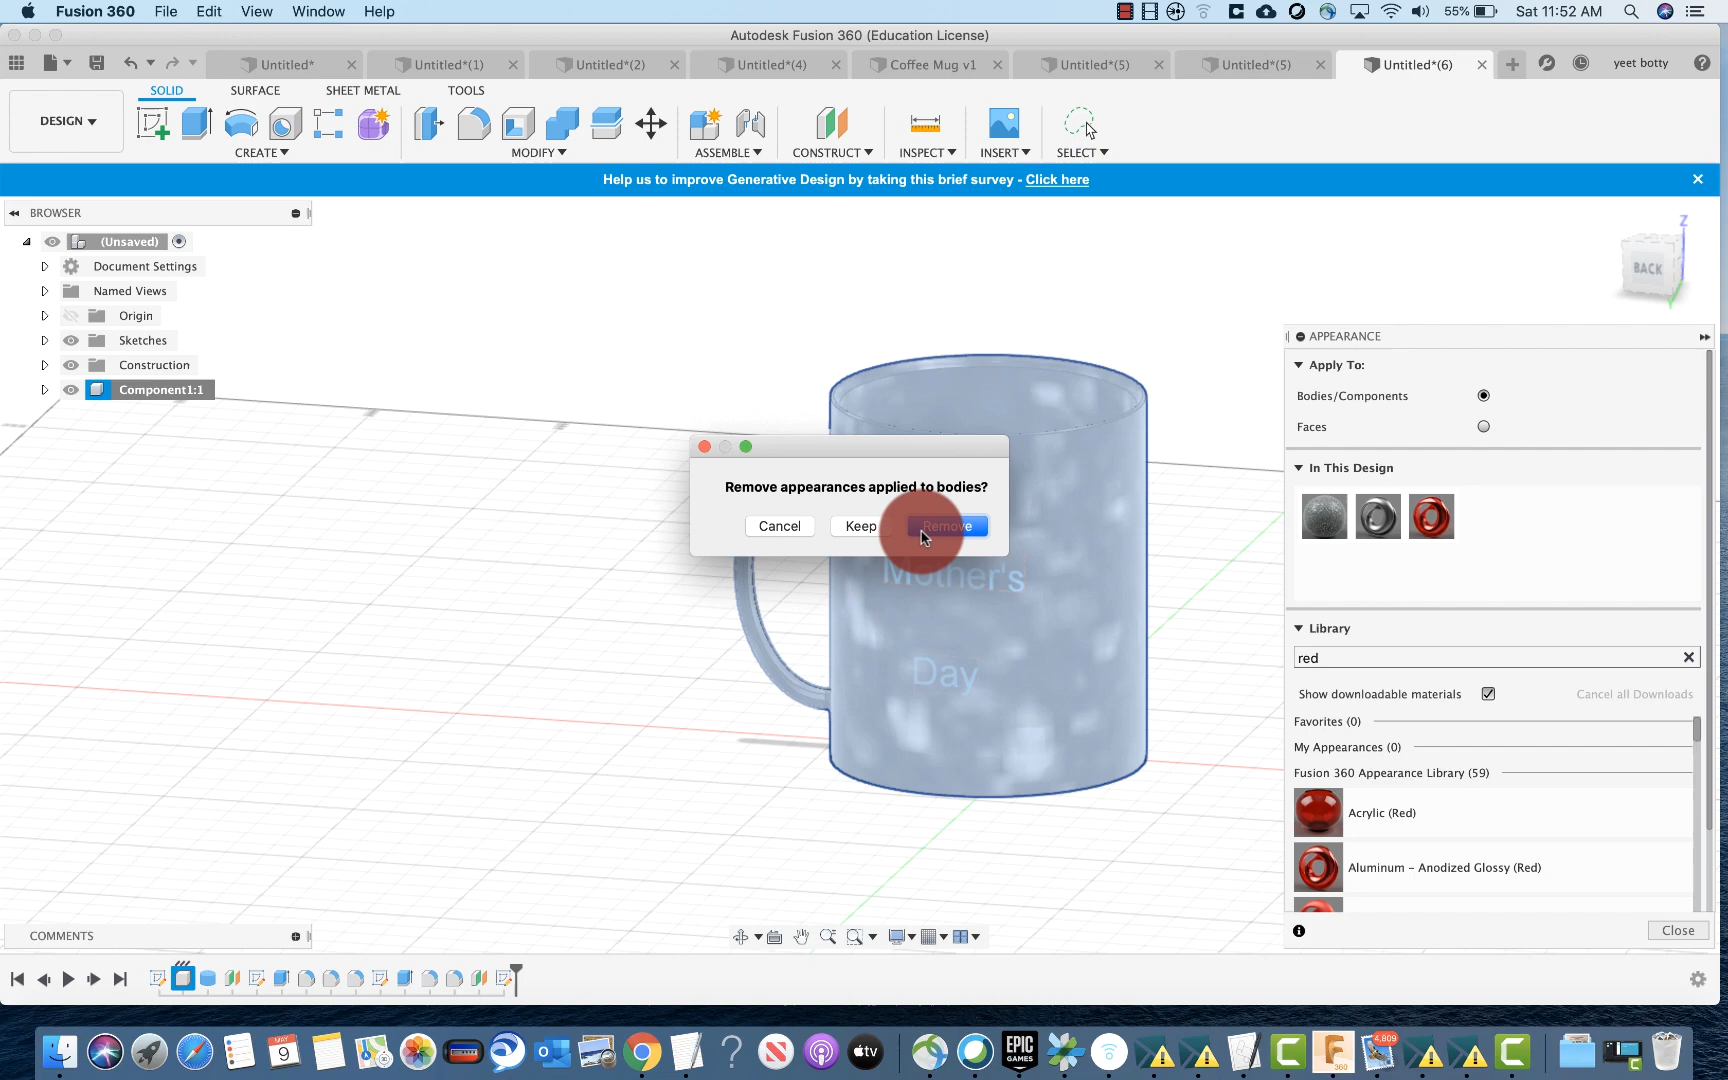 Fusion 360 File Edit View Window Help 55% Sat 11:52 AM
Autodesk Fusion 360 (Education License)
Untitled* Untitled*(1) Untitled*(2) Untitled*(4) Coffee Mug v1 Untitled*(5) Untitled*(5) Untitled*(6) yeet botty
SOLID SURFACE SHEET METAL TOOLS
DESIGN
CREATE MODIFY ASSEMBLE CONSTRUCT INSPECT INSERT SELECT
Help us to improve Generative Design by taking this brief survey - Click here
BROWSER
(Unsaved)
Document Settings
Named Views
Origin
Sketches
Construction
Component1:1
Z
BACK
Remove appearances applied to bodies?
Cancel Keep Remove
Mother's
Day
APPEARANCE
Apply To:
Bodies/Components
Faces
In This Design
Library
red
Show downloadable materials Cancel all Downloads
Favorites (0)
My Appearances (0)
Fusion 360 Appearance Library (59)
Acrylic (Red)
Aluminum - Anodized Glossy (Red)
Close
COMMENTS
MAY
9
EPIC
GAMES
tv
F
360
4,809